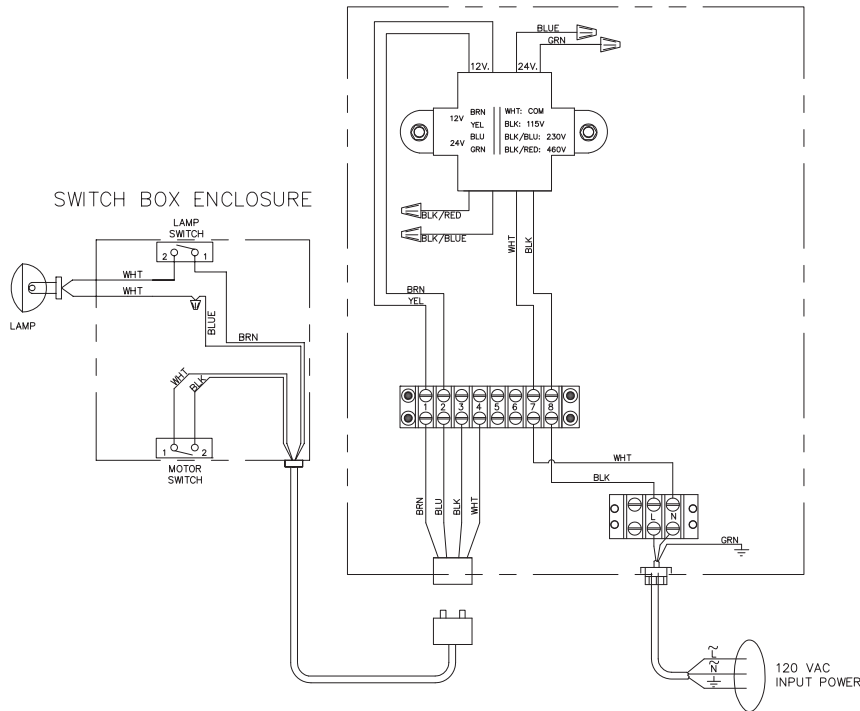 BLUE
GRN
12V.
24V.
12V
BRN
YEL
24V
BLU
GRN
WHT: COM
BLK: 115V
BLK/BLU: 230V
BLK/RED: 460V
SWITCH BOX ENCLOSURE
BLK/RED
BLK/BLUE
WHT
BLK
LAMP
SWITCH
2
1
WHT
WHT
LAMP
BLUE
BRN
BRN
YEL
WHT
BLK
1
2
MOTOR
SWITCH
1
2
3
4
5
6
7
8
BRN
BLU
BLK
WHT
WHT
BLK
L
N
GRN
L
N
120 VAC
INPUT POWER